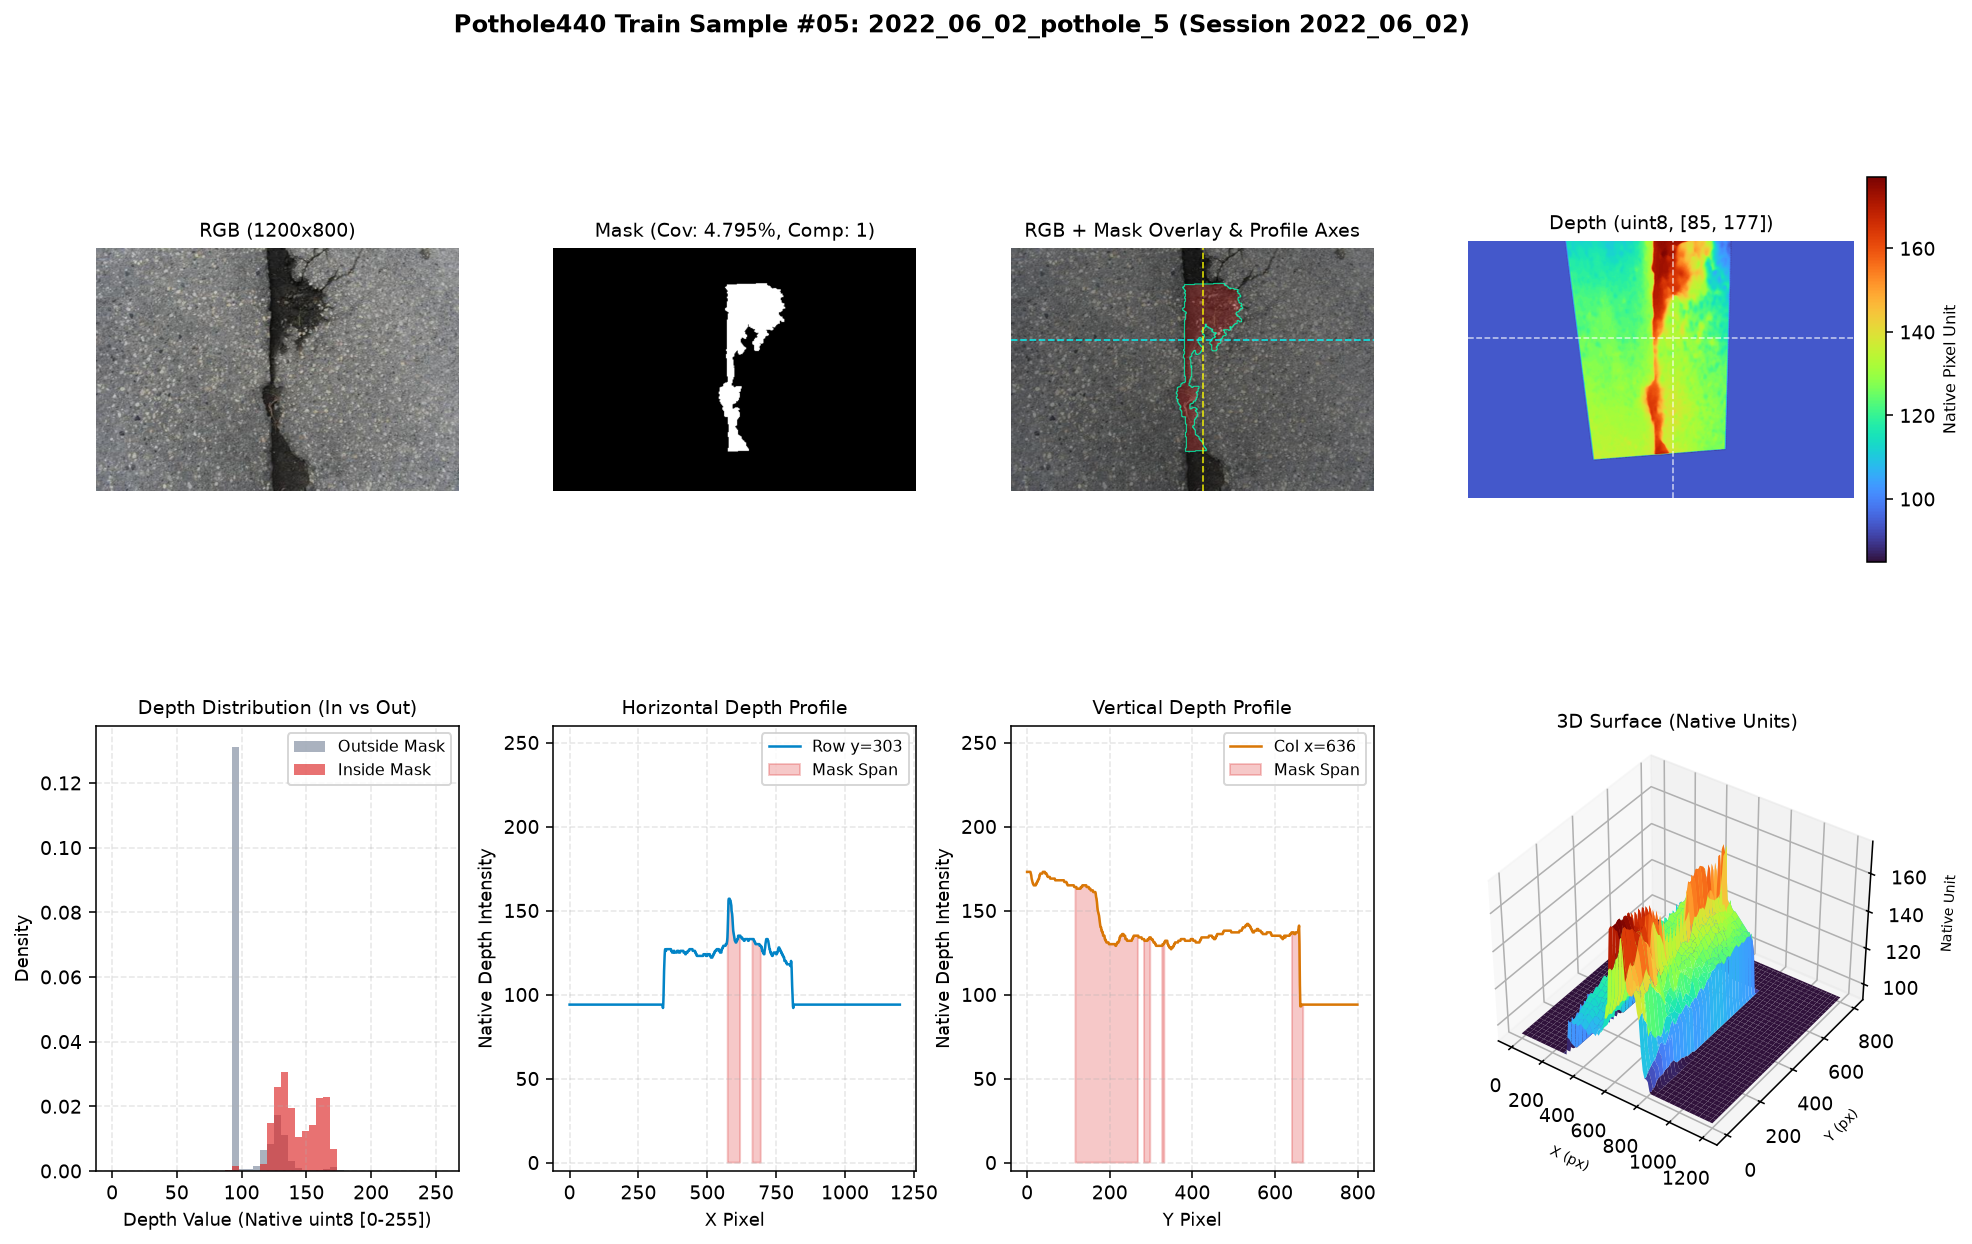 Pothole440 Train Sample #05: 2022_06_02_pothole_5 (Session 2022_06_02)
RGB (1200x800)
Mask (Cov: 4.795%, Comp: 1)
RGB + Mask Overlay & Profile Axes
Depth (uint8, [85, 177])
160
140
120
100
Native Pixel Unit
Depth Distribution (In vs Out)
Outside Mask
Inside Mask
0.12
0.10
0.08
0.06
0.04
0.02
0.00
Density
0 50 100 150 200 250
Depth Value (Native uint8 [0-255])
Horizontal Depth Profile
Row y=303
Mask Span
250
200
150
100
50
0
Native Depth Intensity
0 250 500 750 1000 1250
X Pixel
Vertical Depth Profile
Col x=636
Mask Span
250
200
150
100
50
0
Native Depth Intensity
0 200 400 600 800
Y Pixel
3D Surface (Native Units)
160
140
120
100
Native Unit
0 200 400 600 800 1000 1200
X (px)
0 200 400 600 800
Y (px)